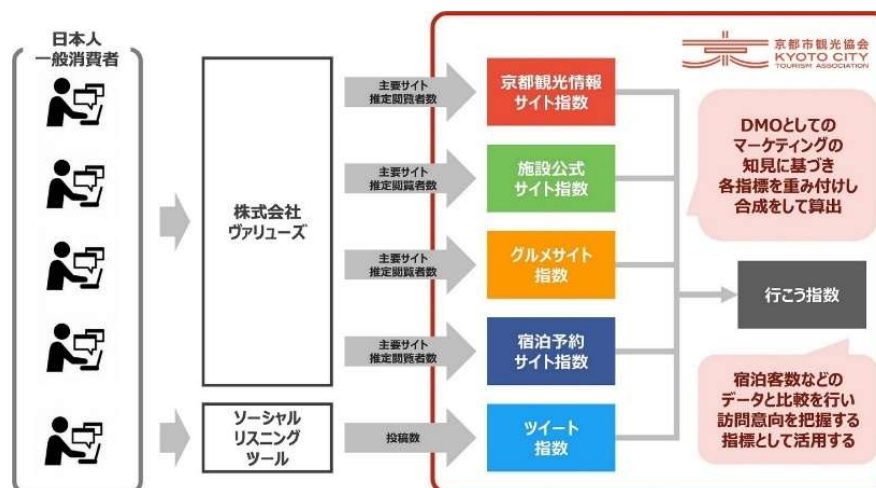 日本人
一般消費者
株式会社
ヴァリューズ
ソーシャル
リスニング
ツール
主要サイト
推定閲覧者数
主要サイト
推定閲覧者数
主要サイト
推定閲覧者数
主要サイト
推定閲覧者数
投稿数
京都観光情報
サイト指数
施設公式
サイト指数
グルメサイト
指数
宿泊予約
サイト指数
ツイート
指数
京都市観光協会
KYOTO CITY
TOURISM ASSOCIATION
DMOとしての
マーケティングの
知見に基づき
各指標を重み付けし
合成をして算出
行こう指数
宿泊客数などの
データと比較を行い
訪問意向を把握する
指標として活用する